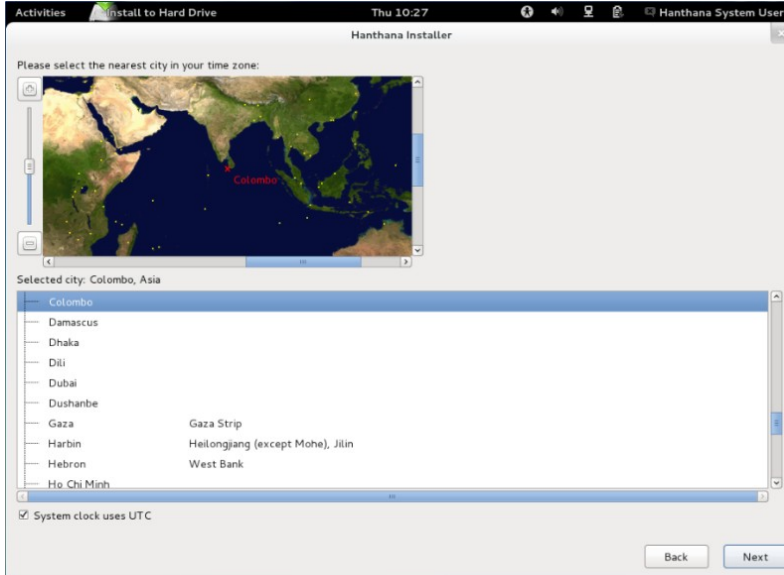 Activities Install to Hard Drive Thu 10:27 Hanthana System User
Hanthana Installer
Please select the nearest city in your time zone:
Colombo
Selected city: Colombo, Asia
Colombo
Damascus
Dhaka
Dili
Dubai
Dushanbe
Gaza Gaza Strip
Harbin Heilongjiang (except Mohe), Jilin
Hebron West Bank
Ho Chi Minh
System clock uses UTC
Back Next